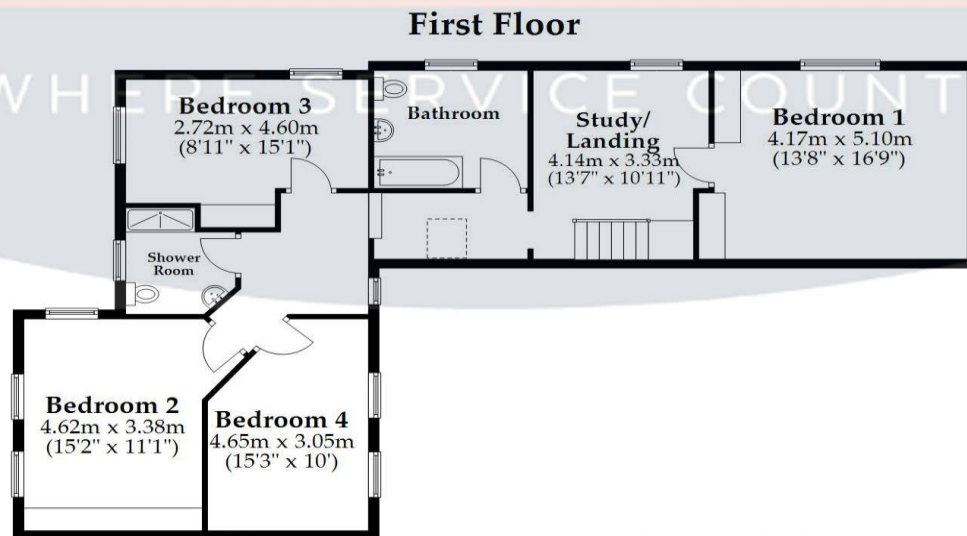 First Floor
WHERE SERVICE COUNT
Bedroom 3
2.72m x 4.60m
(8'11" x 15'1")
Bathroom
Study/
Landing
4.14m x 3.33m
(13'7" x 10'11")
Bedroom 1
4.17m x 5.10m
(13'8" x 16'9")
Shower
Room
Bedroom 2
4.62m x 3.38m
(15'2" x 11'1")
Bedroom 4
4.65m x 3.05m
(15'3" x 10')